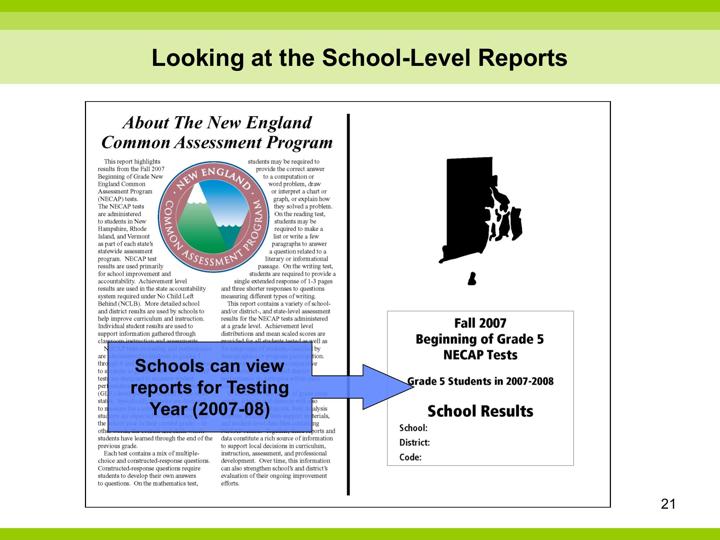 Looking at the School-Level Reports
About The New England
Common Assessment Program
This report highlights
results from the Fall 2007
Beginning of Grade New
England Common
Assessment Program
(NECAP) tests.
The NECAP tests
are administered
to students in New
Hampshire, Rhode
Island, and Vermont
as part of each state's
statewide assessment
program. NECAP test
results are used primarily
for school improvement and
accountability. Achievement level
results are used in the state accountability
system required under No Child Left
Behind (NCLB). More detailed school
and district results are used by schools to
help improve curriculum and instruction.
Individual student results are used to
support information gathered through
classroom instruction and assessments.
students have learned through the end of the
previous grade.
Each test contains a mix of multiple-
choice and constructed-response questions.
Constructed-response questions require
students to develop their own answers
to questions. On the mathematics test,
NEW ENGLAND
COMMON ASSESSMENT PROGRAM
students may be required to
provide the correct answer
to a computation or
word problem, draw
or interpret a chart or
graph, or explain how
they solved a problem.
On the reading test,
students may be
required to make a
list or write a few
paragraphs to answer
a question related to a
literary or informational
passage. On the writing test,
students are required to provide a
single extended response of 1-3 pages
and three shorter responses to questions
measuring different types of writing.
This report contains a variety of school-
and/or district-, and state-level assessment
results for the NECAP tests administered
at a grade level. Achievement level
distributions and mean scaled scores are
provided for all students tested as well as
data constitute a rich source of information
to support local decisions in curriculum,
instruction, assessment, and professional
development. Over time, this information
can also strengthen school's and district's
evaluation of their ongoing improvement
efforts.
Schools can view
reports for Testing
Year (2007-08)
Fall 2007
Beginning of Grade 5
NECAP Tests
Grade 5 Students in 2007-2008
School Results
School:
District:
Code:
21